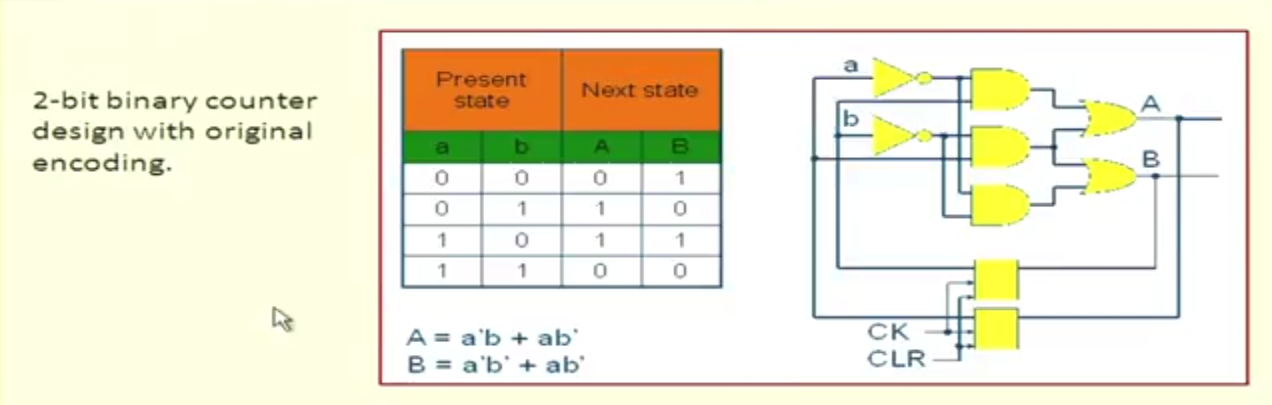 2-bit binary counter
design with original
encoding.
Present
state
Next state
a b A B
0 0 0 1
0 1 1 0
1 0 1 1
1 1 0 0
A = a'b + ab'
B = a'b' + ab'
a
b
A
B
CK
CLR